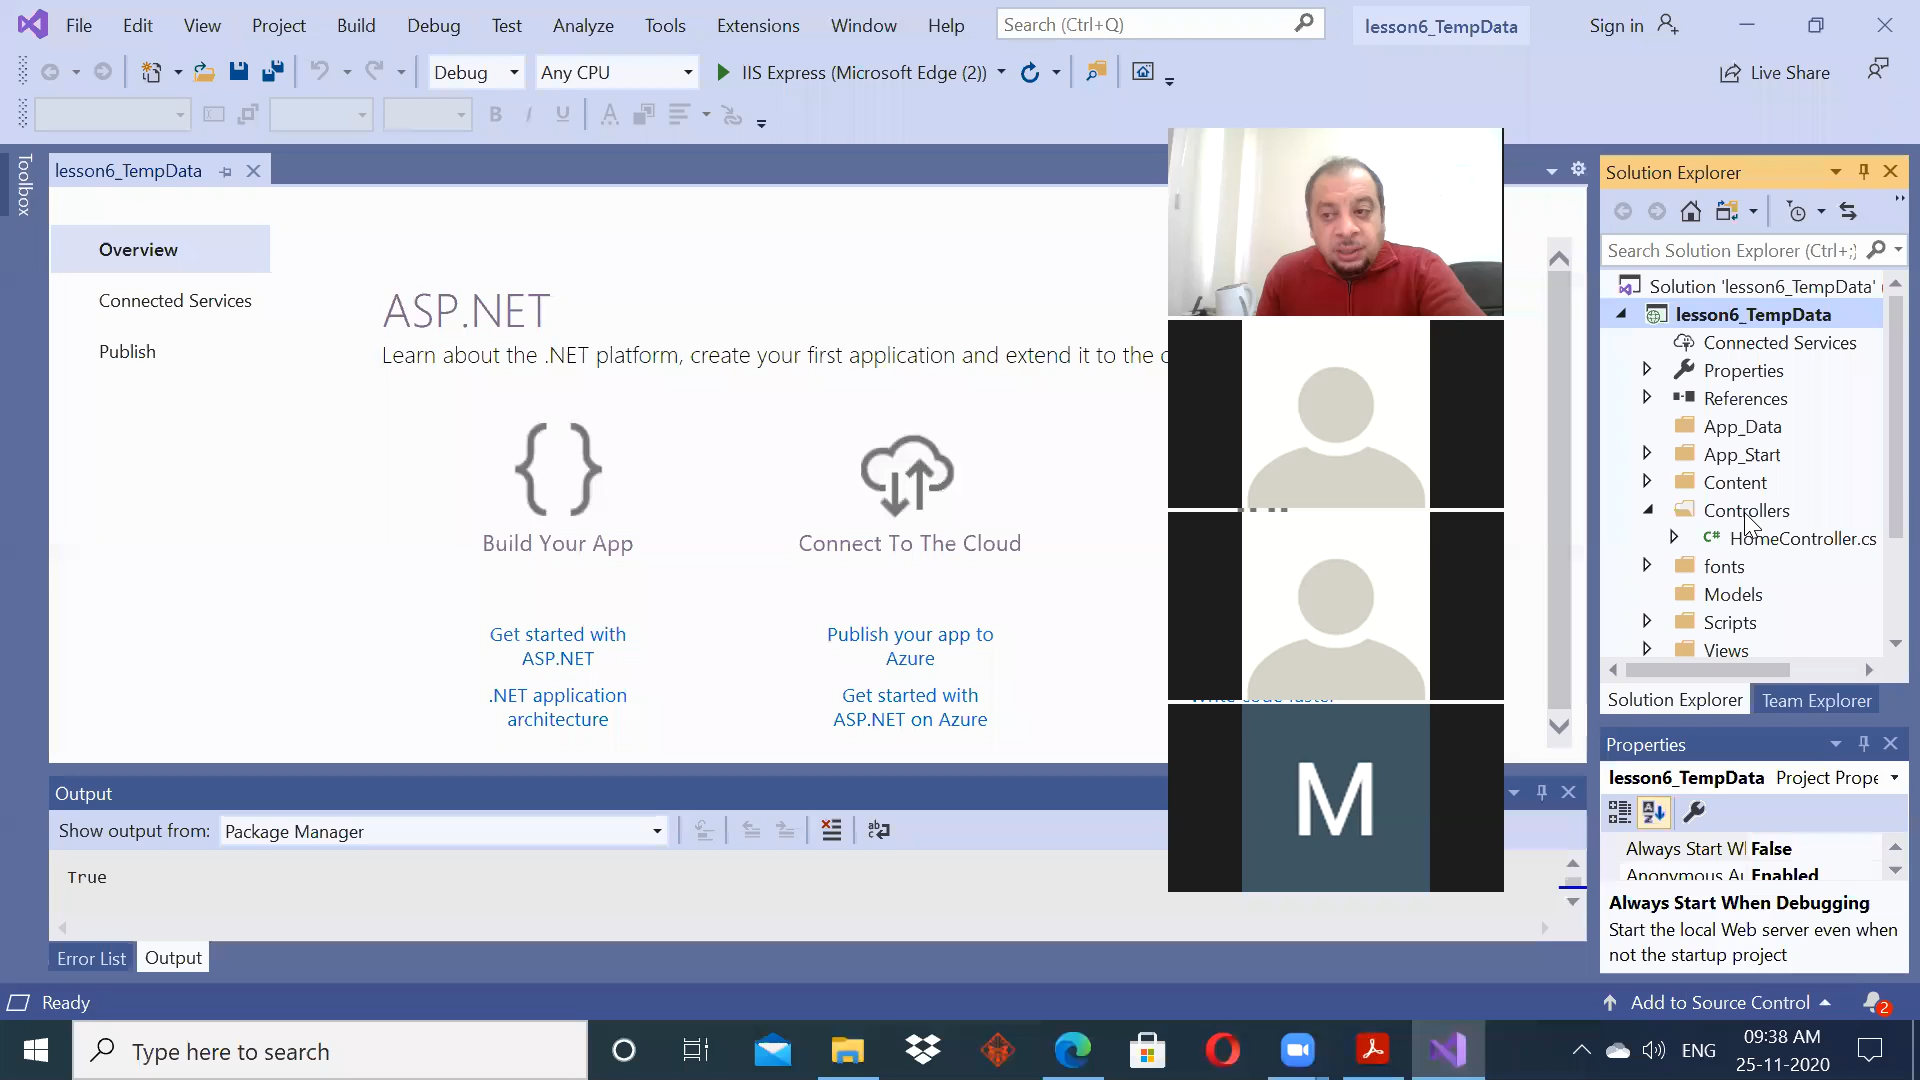 File Edit View Project Build Debug Test Analyze Tools Extensions Window Help Search (Ctrl+Q) lesson6_TempData Sign in
Debug Any CPU IIS Express (Microsoft Edge (2)) Live Share
B I U A
Toolbox
lesson6_TempData
Overview
Connected Services
Publish
ASP.NET
Learn about the .NET platform, create your first application and extend it to the c
Build Your App
Connect To The Cloud
Get started with
ASP.NET
.NET application
architecture
Publish your app to
Azure
Get started with
ASP.NET on Azure
M
Solution Explorer
Search Solution Explorer (Ctrl+;)
Solution 'lesson6_TempData' (
lesson6_TempData
Connected Services
Properties
References
App_Data
App_Start
Content
Controllers
C# HomeController.cs
fonts
Models
Scripts
Views
Solution Explorer Team Explorer
Properties
lesson6_TempData Project Prope
Always Start W False
Anonymous Au Enabled
Always Start When Debugging
Start the local Web server even when
not the startup project
Output
Show output from: Package Manager
True
Error List Output
Ready Add to Source Control 2
Type here to search
ENG 09:38 AM
25-11-2020